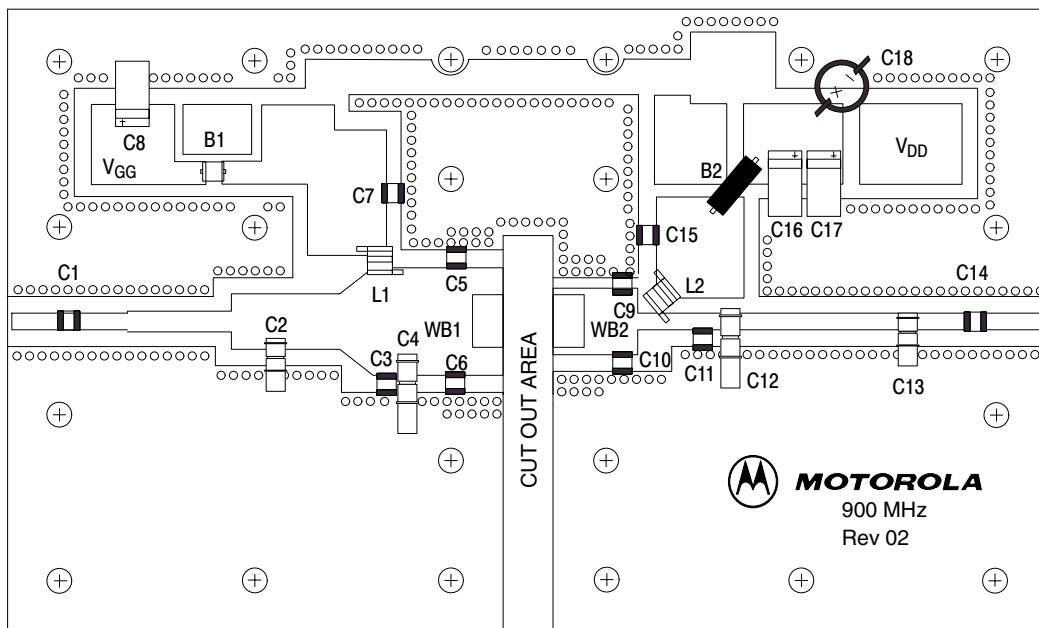 C18
C8
B1
VGG
B2
VDD
C7
C15
C16
C17
C1
L1
C5
L2
C14
C9
C2
C4
WB1
WB2
C3
C6
C10
C11
C12
C13
CUT OUT AREA
MOTOROLA
900 MHz
Rev 02